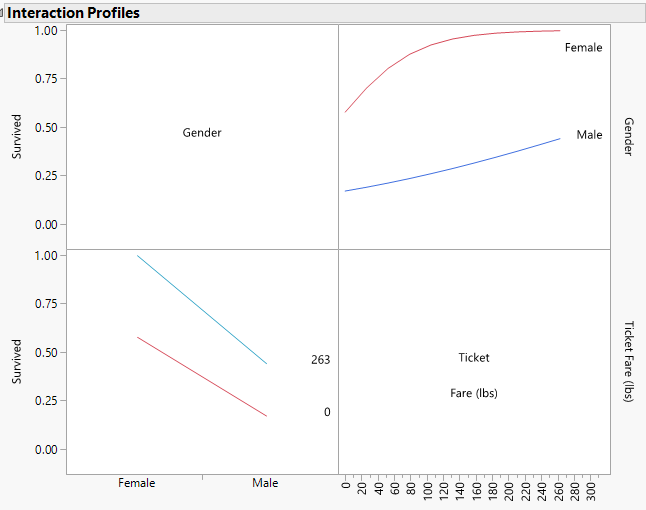 Interaction Profiles
1.00
0.75
0.50
0.25
0.00
Survived
Gender
Female
Male
Gender
1.00
0.75
0.50
0.25
0.00
Survived
263
0
Ticket
Fare (lbs)
Ticket Fare (lbs)
Female
Male
0
20
40
60
80
100
120
140
160
180
200
220
240
260
280
300